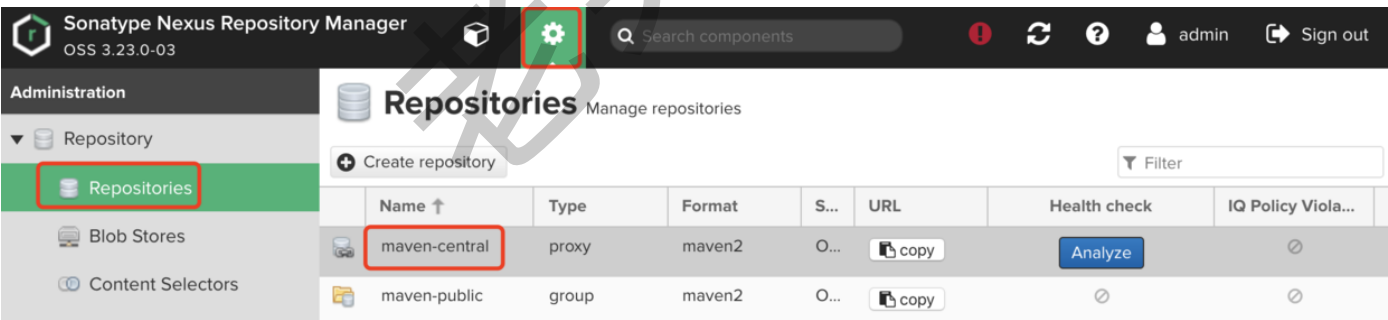 Sonatype Nexus Repository Manager
OSS 3.23.0-03
Search components
admin
Sign out
Administration
Repositories Manage repositories
Repository
Create repository
Filter
Repositories
Name Type Format S... URL Health check IQ Policy Viola...
Blob Stores
maven-central proxy maven2 O... copy Analyze
Content Selectors
maven-public group maven2 O... copy